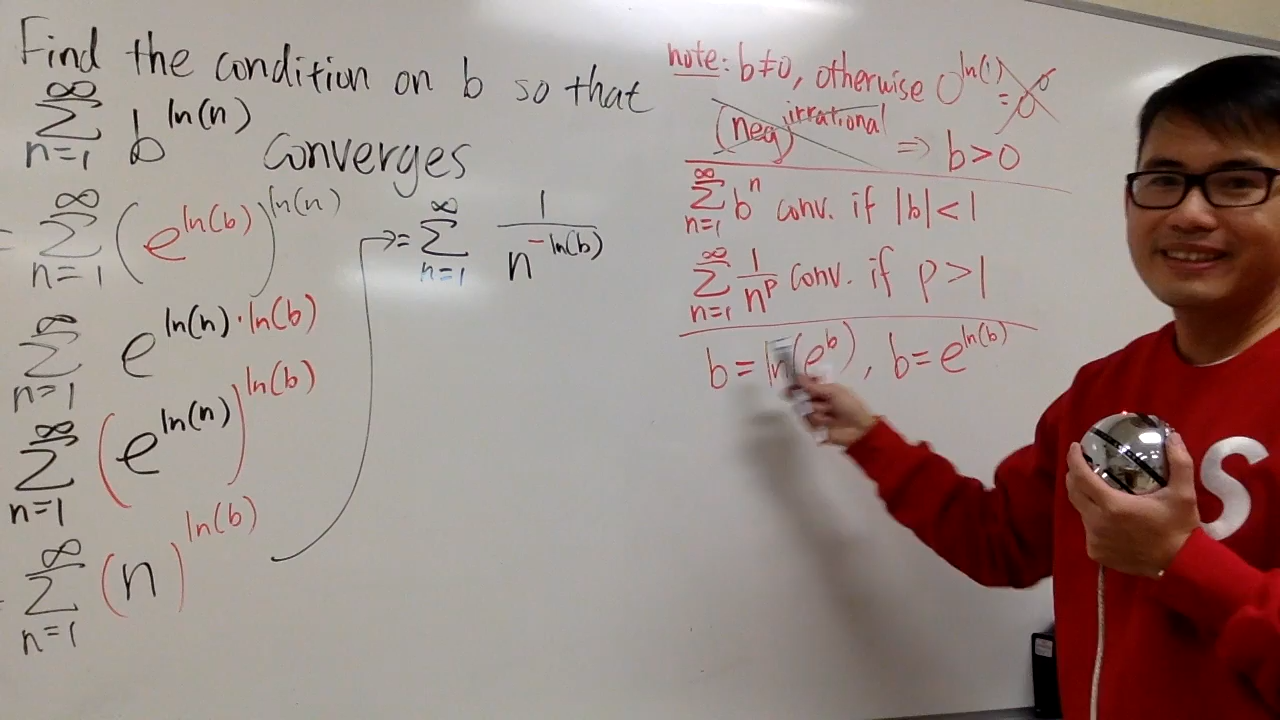 Find the condition on b so that
∞
∑ b^ln(n) converges
n=1
= ∞
∑ (e^ln(b))^ln(n)
n=1
∞
∑ e^ln(n)·ln(b)
n=1
∞
∑ (e^ln(n))^ln(b)
n=1
∞
∑ (n)^ln(b)
n=1
= ∞
∑ 1/n^-ln(b)
n=1
note: b≠0, otherwise 0^ln(1) = 0^0
(neg)^irrational ⇒ b>0
∞
∑ b^n conv. if |b|<1
n=1
∞
∑ 1/n^p conv. if p>1
n=1
b=ln(e^b), b=e^ln(b)
S